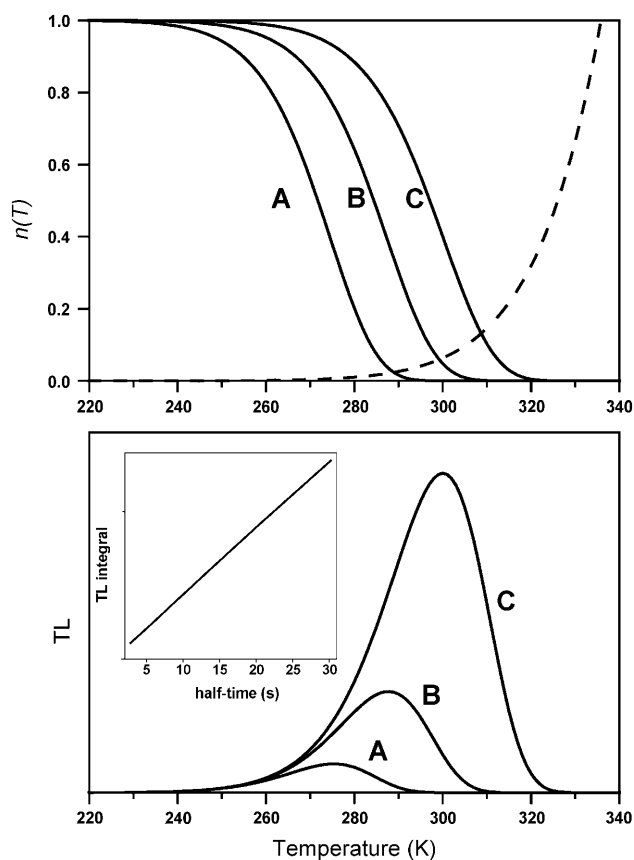 1.0
0.8
0.6
0.4
0.2
0.0
n(T)
A
B
C
220 240 260 280 300 320 340
TL integral
5 10 15 20 25 30
half-time (s)
TL
A
B
C
220 240 260 280 300 320 340
Temperature (K)